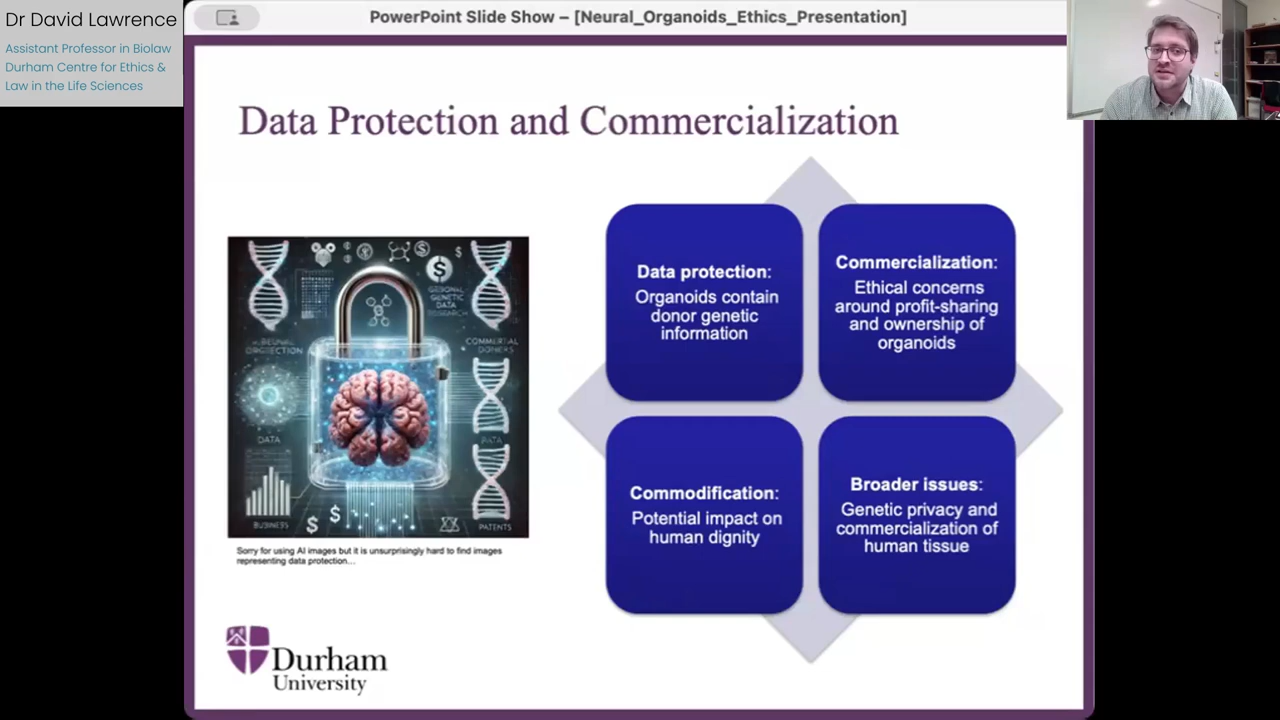 Dr David Lawrence
Assistant Professor in Biolaw
Durham Centre for Ethics &
Law in the Life Sciences
PowerPoint Slide Show – [Neural_Organoids_Ethics_Presentation]
Data Protection and Commercialization
$
$
DATA
BUSINESS
$
$
PATENTS
Sorry for using AI images but it is unsurprisingly hard to find images
representing data protection...
Data protection:
Organoids contain
donor genetic
information
Commercialization:
Ethical concerns
around profit-sharing
and ownership of
organoids
Commodification:
Potential impact on
human dignity
Broader issues:
Genetic privacy and
commercialization of
human tissue
Durham
University